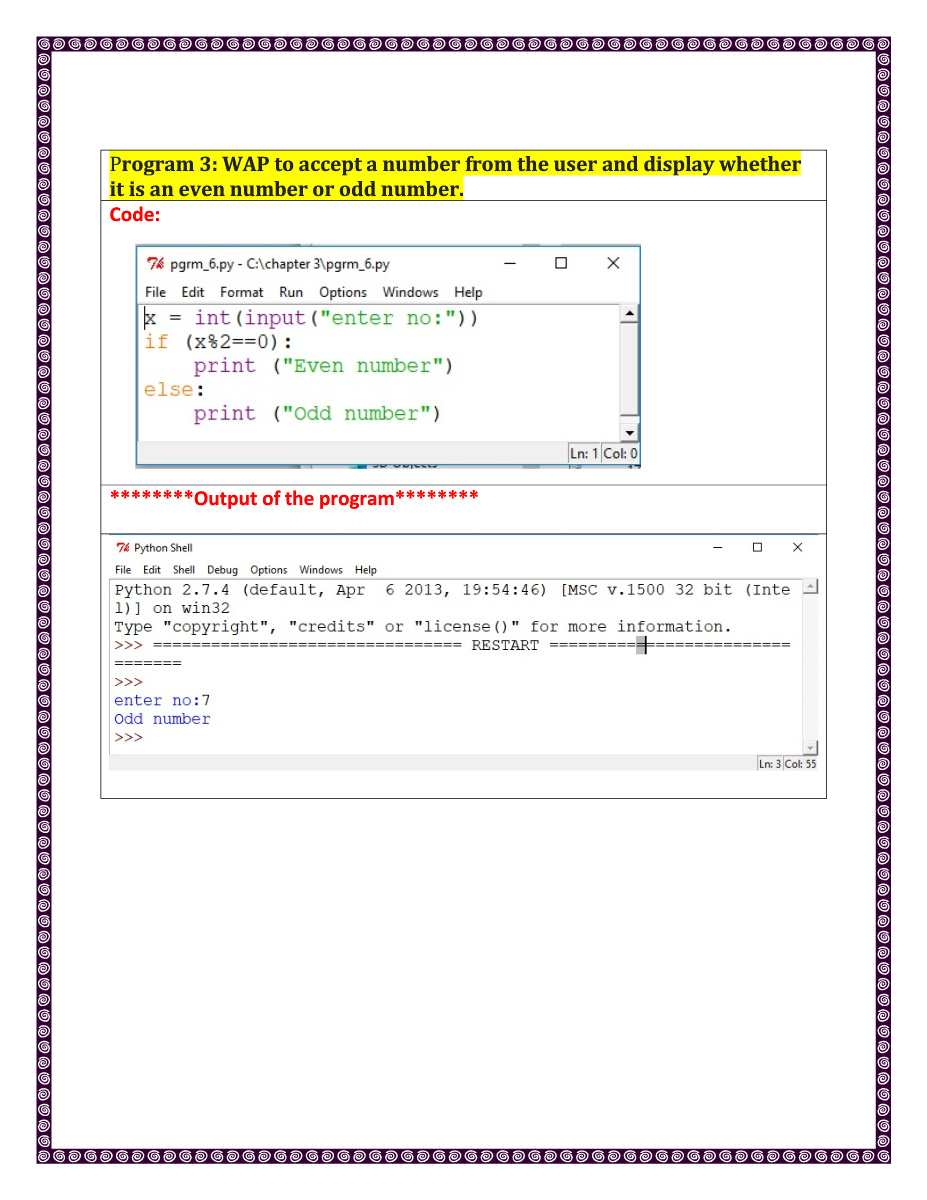 Program 3: WAP to accept a number from the user and display whether
it is an even number or odd number.
Code:
pgrm_6.py - C:\chapter 3\pgrm_6.py
File Edit Format Run Options Windows Help
x = int(input("enter no:"))
if (x%2==0):
    print ("Even number")
else:
    print ("Odd number")
Ln: 1 Col: 0
********Output of the program********
Python Shell
File Edit Shell Debug Options Windows Help
Python 2.7.4 (default, Apr  6 2013, 19:54:46) [MSC v.1500 32 bit (Inte
l)] on win32
Type "copyright", "credits" or "license()" for more information.
>>> ================================ RESTART ================================
=======
>>>
enter no:7
Odd number
>>>
Ln: 3 Col: 55